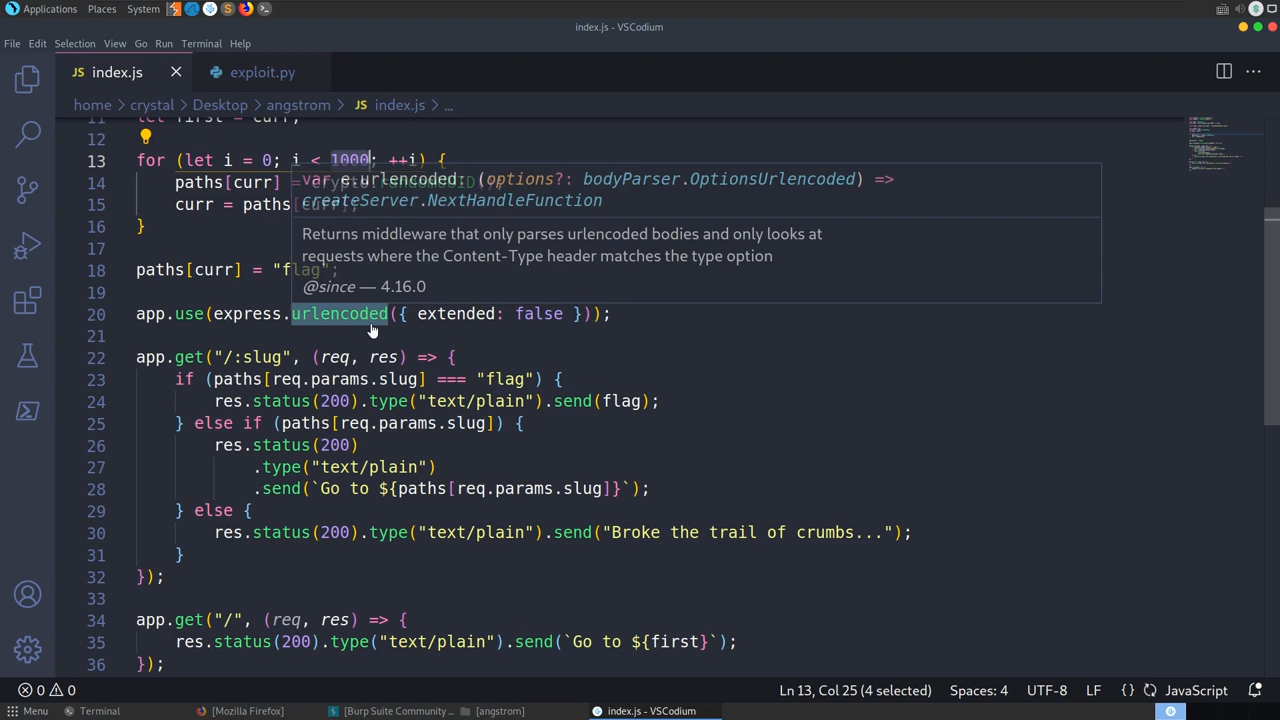 Applications Places System
index.js - VSCodium
File Edit Selection View Go Run Terminal Help
JS index.js exploit.py
home > crystal > Desktop > angstrom > JS index.js > ...
11 let first = curr;
12
13 for (let i = 0; i < 1000; ++i) {
14 paths[curr] = crypto.randomUUID();
15 curr = paths[curr];
16 }
var e.urlencoded: (options?: bodyParser.OptionsUrlencoded) =>
createServer.NextHandleFunction
Returns middleware that only parses urlencoded bodies and only looks at
requests where the Content-Type header matches the type option
@since — 4.16.0
17
18 paths[curr] = "flag";
19
20 app.use(express.urlencoded({ extended: false }));
21
22 app.get("/:slug", (req, res) => {
23 if (paths[req.params.slug] === "flag") {
24 res.status(200).type("text/plain").send(flag);
25 } else if (paths[req.params.slug]) {
26 res.status(200)
27 .type("text/plain")
28 .send(`Go to ${paths[req.params.slug]}`);
29 } else {
30 res.status(200).type("text/plain").send("Broke the trail of crumbs...");
31 }
32 });
33
34 app.get("/", (req, res) => {
35 res.status(200).type("text/plain").send(`Go to ${first}`);
36 });
0 0 Ln 13, Col 25 (4 selected) Spaces: 4 UTF-8 LF {} JavaScript
Menu Terminal [Mozilla Firefox] [Burp Suite Community ... [angstrom] index.js - VSCodium